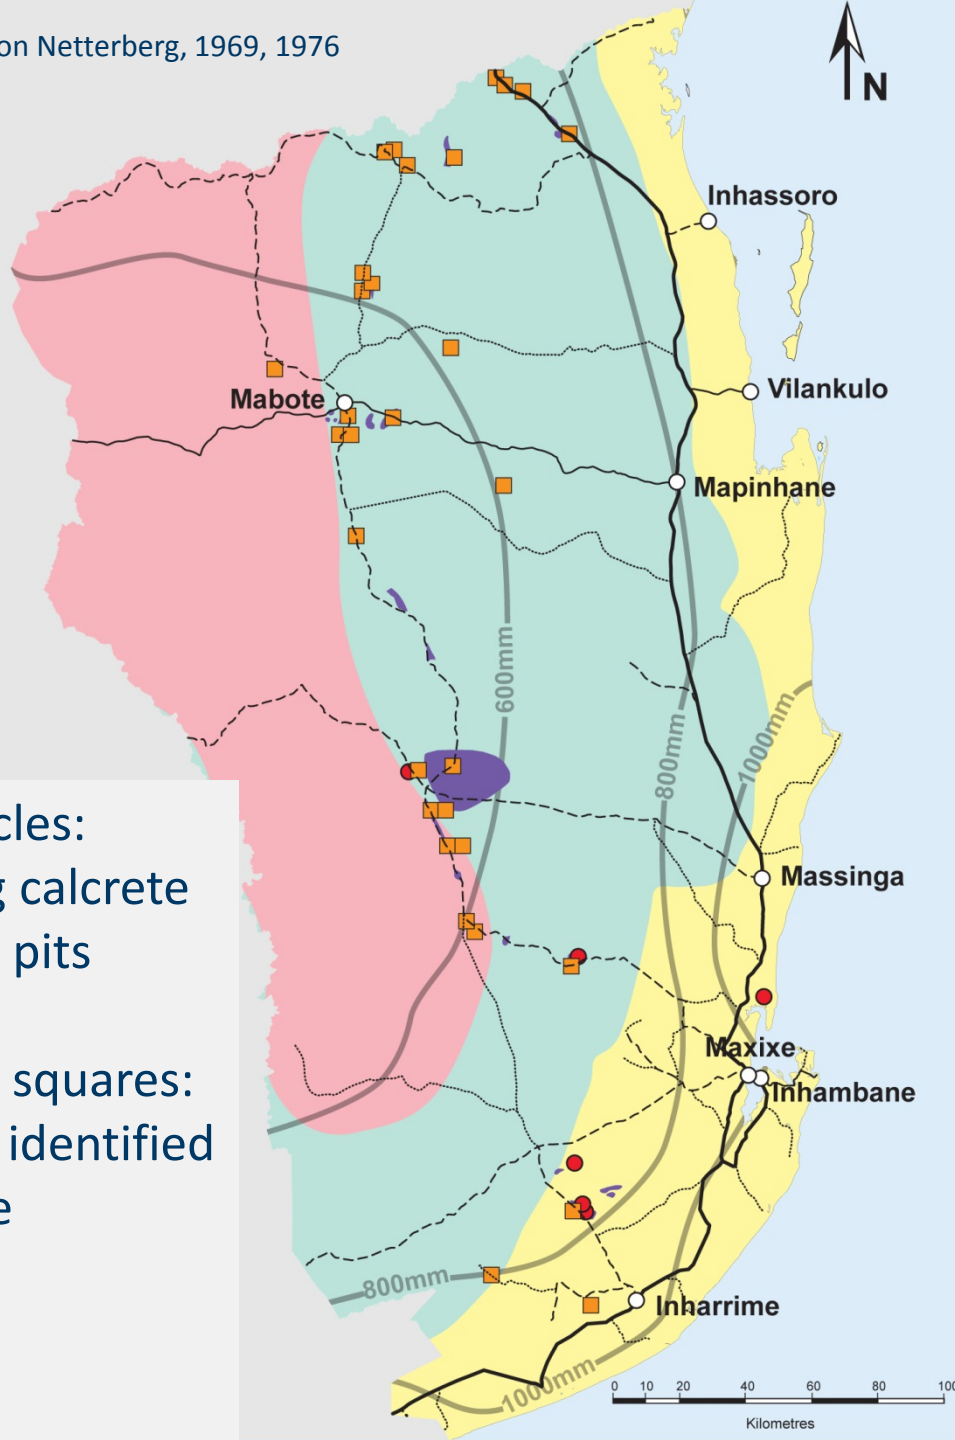 on Netterberg, 1969, 1976
N
Inhassoro
Vilankulo
Mabote
Mapinhane
600mm
800mm
1000mm
cles:
g calcrete
pits
Massinga
Maxixe
Inhambane
squares:
identified
e
800mm
Inharrime
1000mm
0 10 20 40 60 80 100
Kilometres